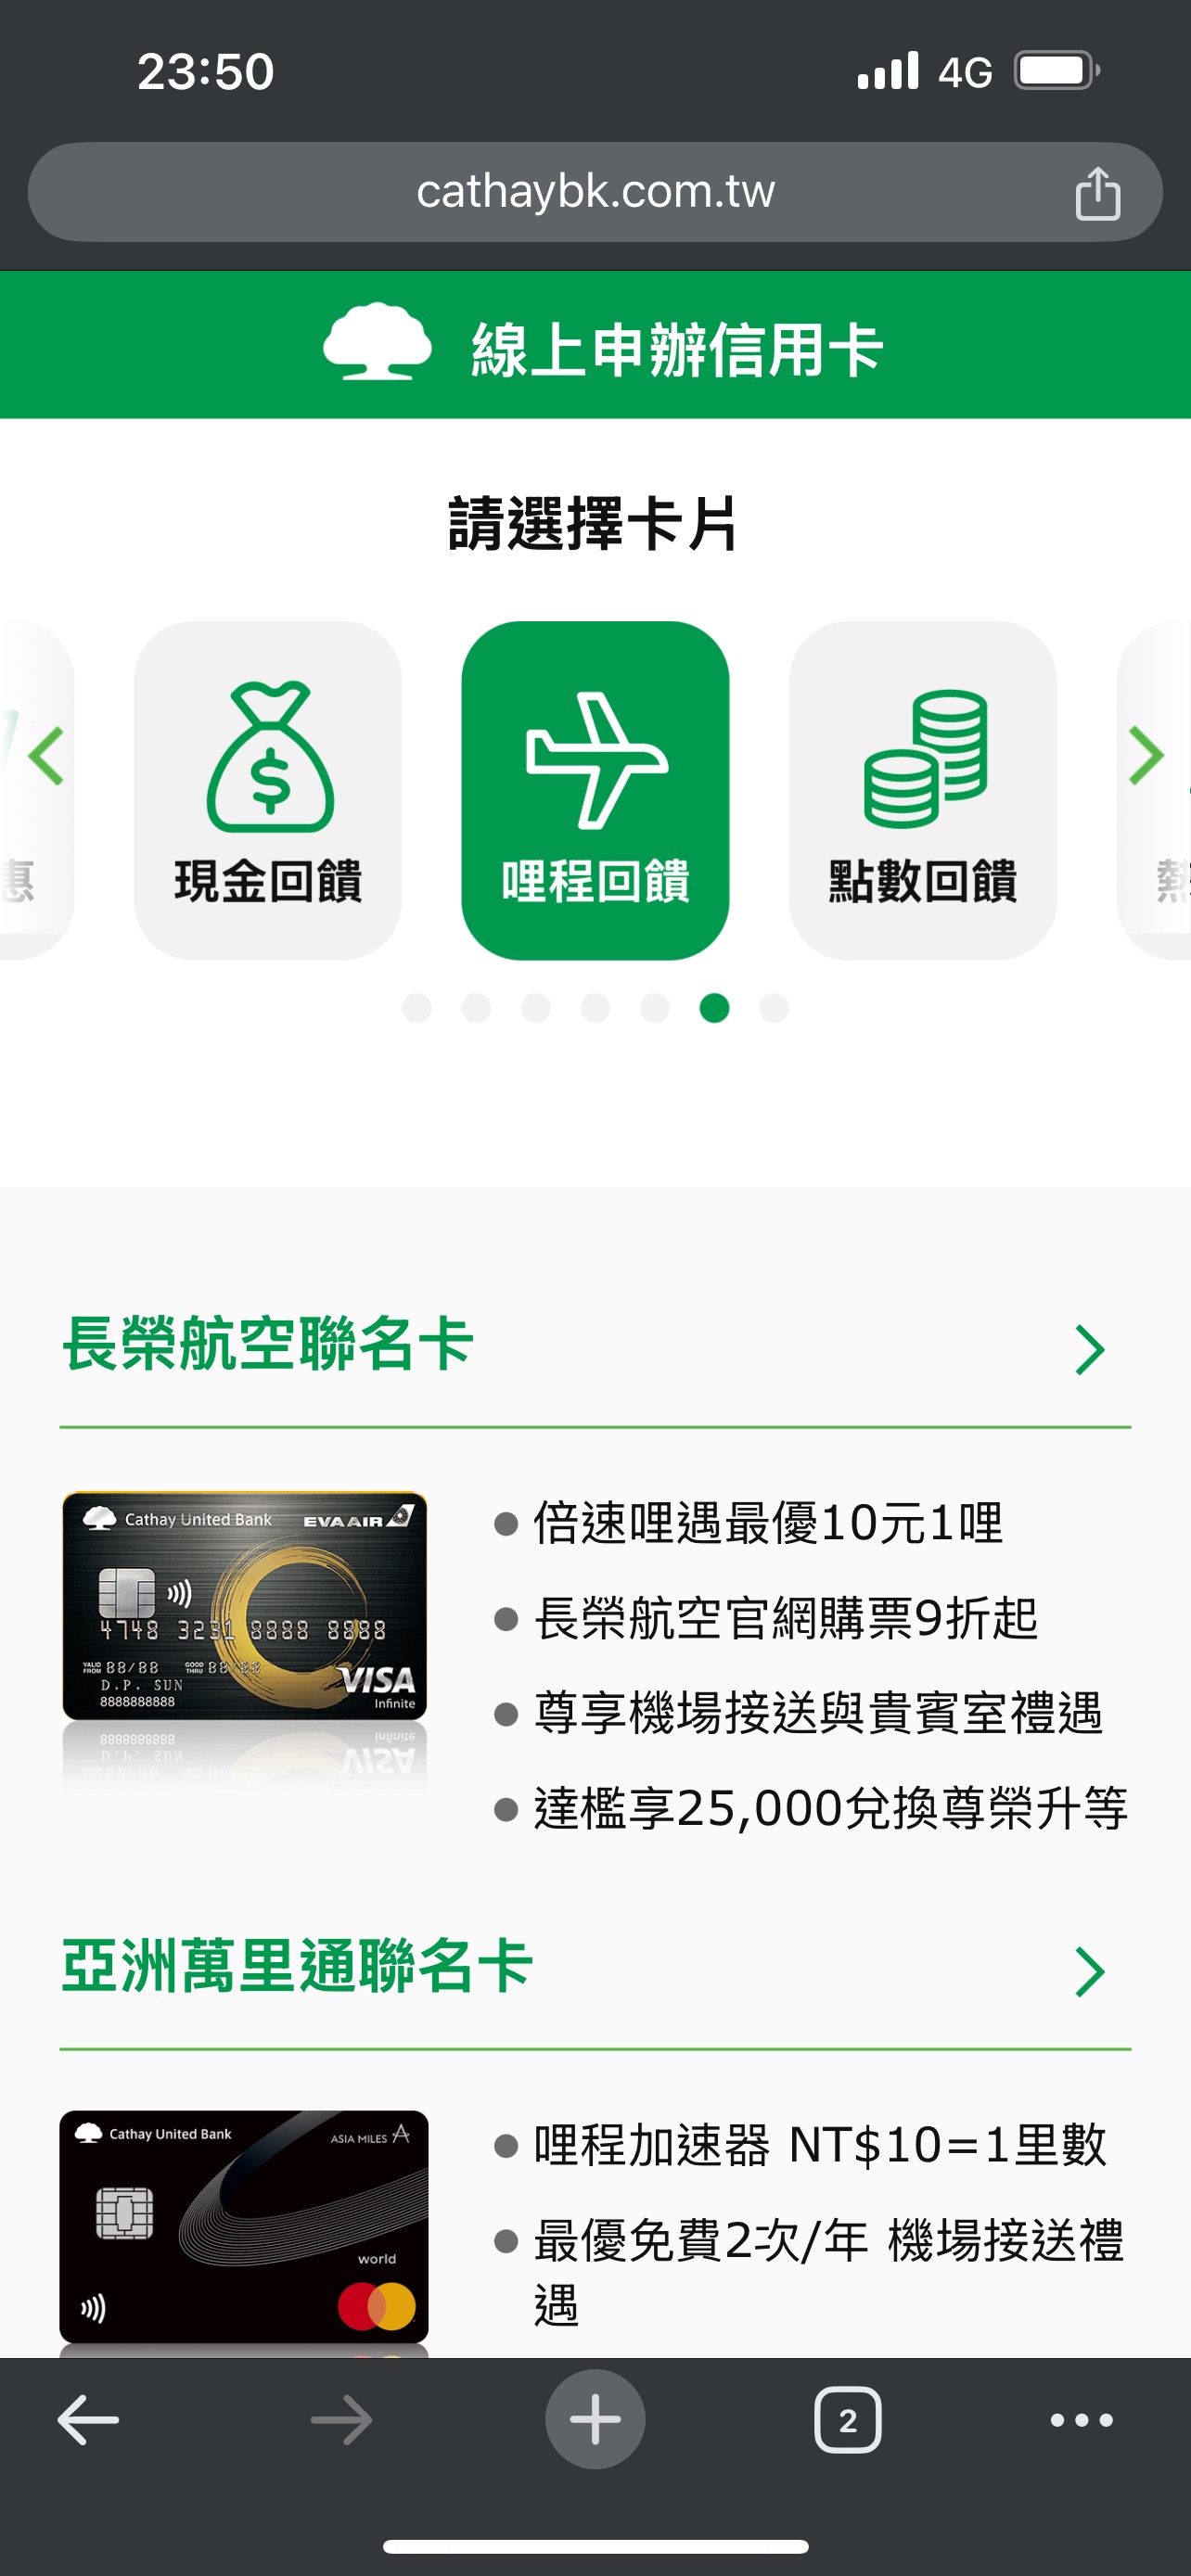 23:50
4G
cathaybk.com.tw
線上申辦信用卡
請選擇卡片
惠
現金回饋
哩程回饋
點數回饋
長榮航空聯名卡
Cathay United Bank
EVA AIR
4748 3231 8888 8888
VALID FROM 88/88 GOOD THRU 88/88
D.P. SUN
8888888888
VISA
Infinite
倍速哩遇最優10元1哩
長榮航空官網購票9折起
尊享機場接送與貴賓室禮遇
達檻享25,000兌換尊榮升等
亞洲萬里通聯名卡
Cathay United Bank
ASIA MILES
world
哩程加速器 NT$10=1里數
最優免費2次/年 機場接送禮
遇
2